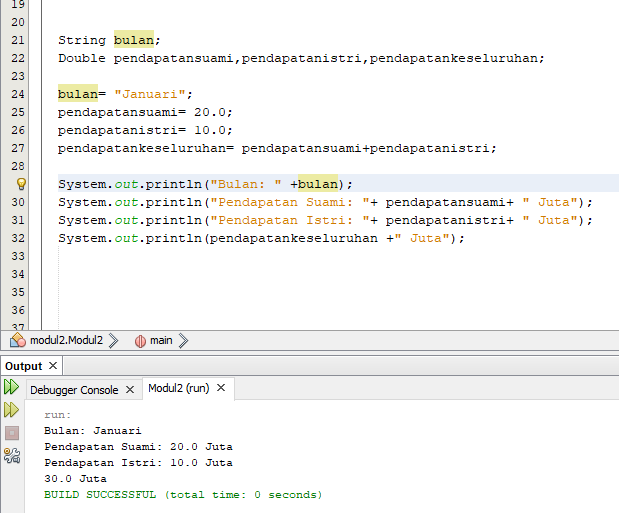 19
20
21 String bulan;
22 Double pendapatansuami,pendapatanistri,pendapatankeseluruhan;
23
24 bulan= "Januari";
25 pendapatansuami= 20.0;
26 pendapatanistri= 10.0;
27 pendapatankeseluruhan= pendapatansuami+pendapatanistri;
28
System.out.println("Bulan: " +bulan);
30 System.out.println("Pendapatan Suami: "+ pendapatansuami+ " Juta");
31 System.out.println("Pendapatan Istri: "+ pendapatanistri+ " Juta");
32 System.out.println(pendapatankeseluruhan +" Juta");
33
34
35
36
37
modul2.Modul2 main
Output
Debugger Console Modul2 (run)
run:
Bulan: Januari
Pendapatan Suami: 20.0 Juta
Pendapatan Istri: 10.0 Juta
30.0 Juta
BUILD SUCCESSFUL (total time: 0 seconds)